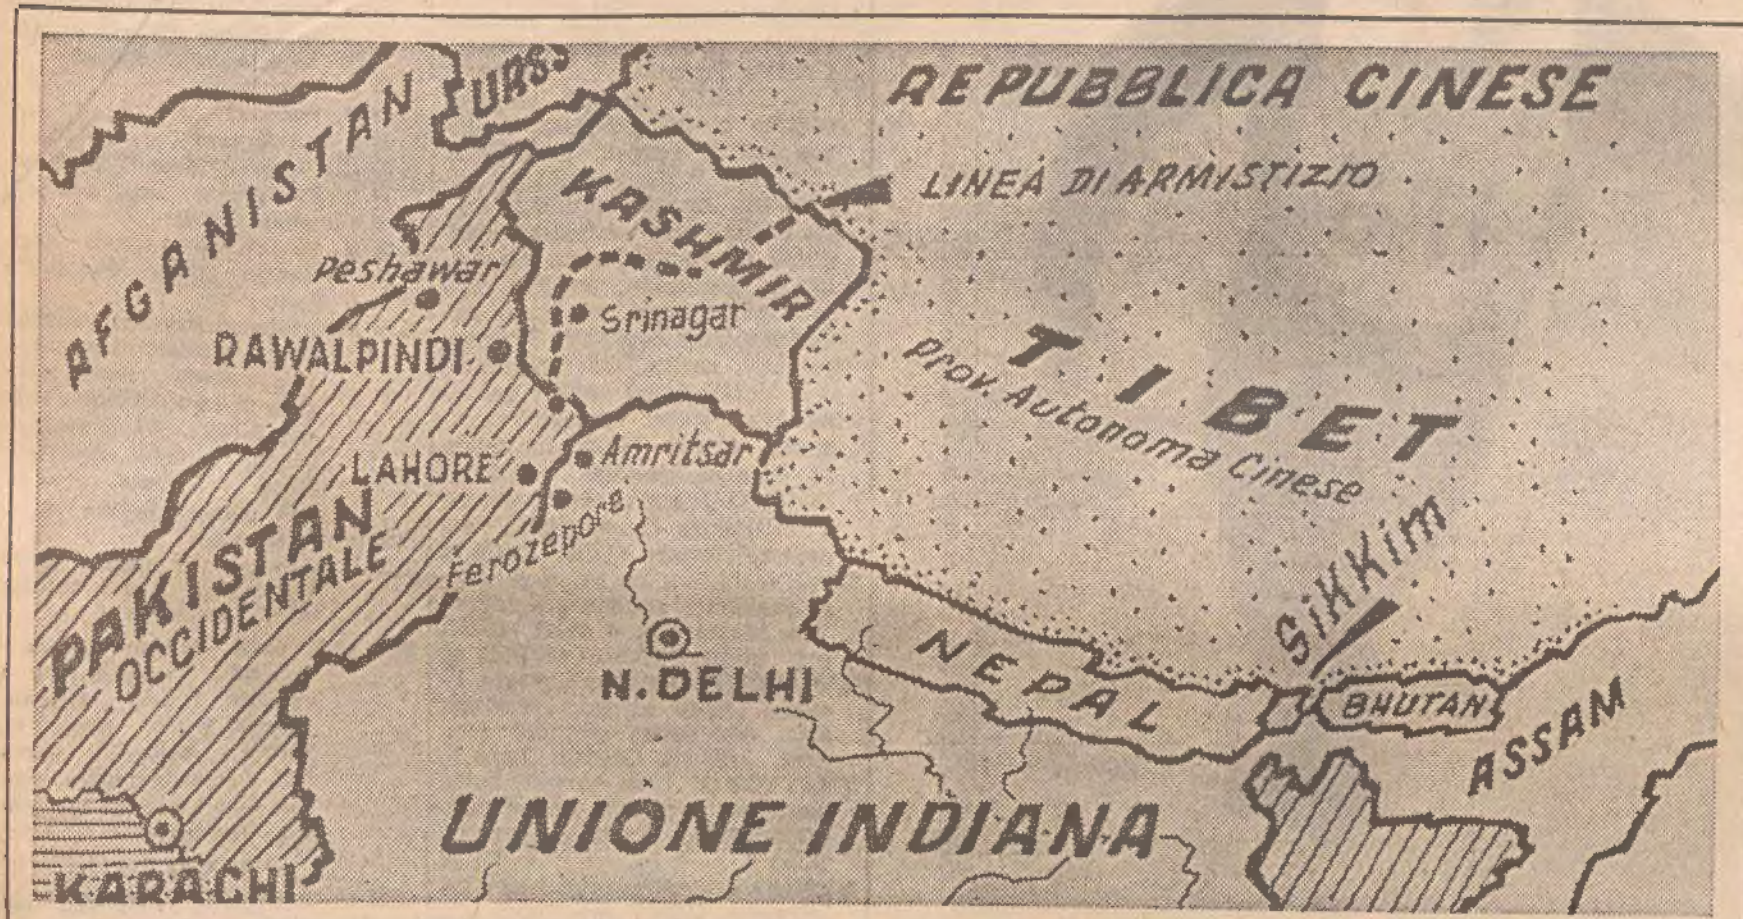 REPUBBLICA CINESE
URSS
AFGANISTAN
LINEA DI ARMISTIZIO
KASHMIR
Peshawar
Srinagar
RAWALPINDI
TIBET
prov. Autonoma Cinese
Amritsar
LAHORE
Ferozepore
PAKISTAN
OCCIDENTALE
SiKKim
N. DELHI
NEPAL
BHUTAN
ASSAM
UNIONE INDIANA
KARACHI